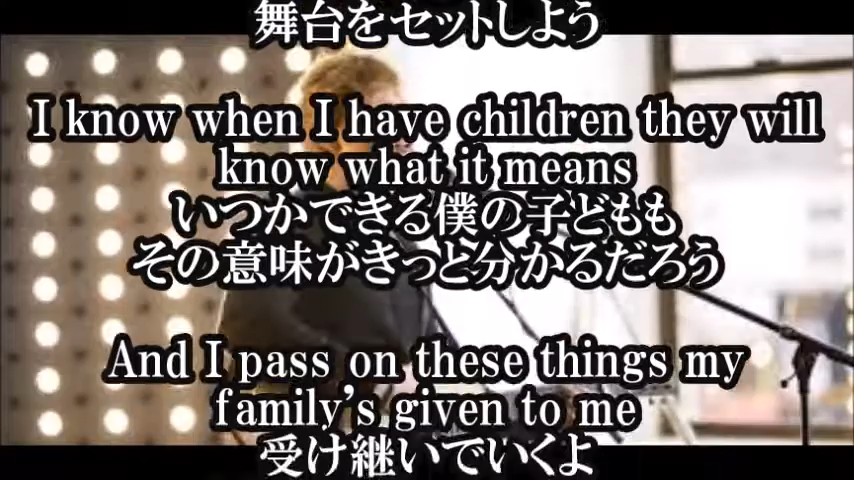 舞台をセットしよう
I know when I have children they will
know what it means
いつかできる僕の子どもも
その意味がきっと分かるだろう
And I pass on these things my
family's given to me
受け継いでいくよ